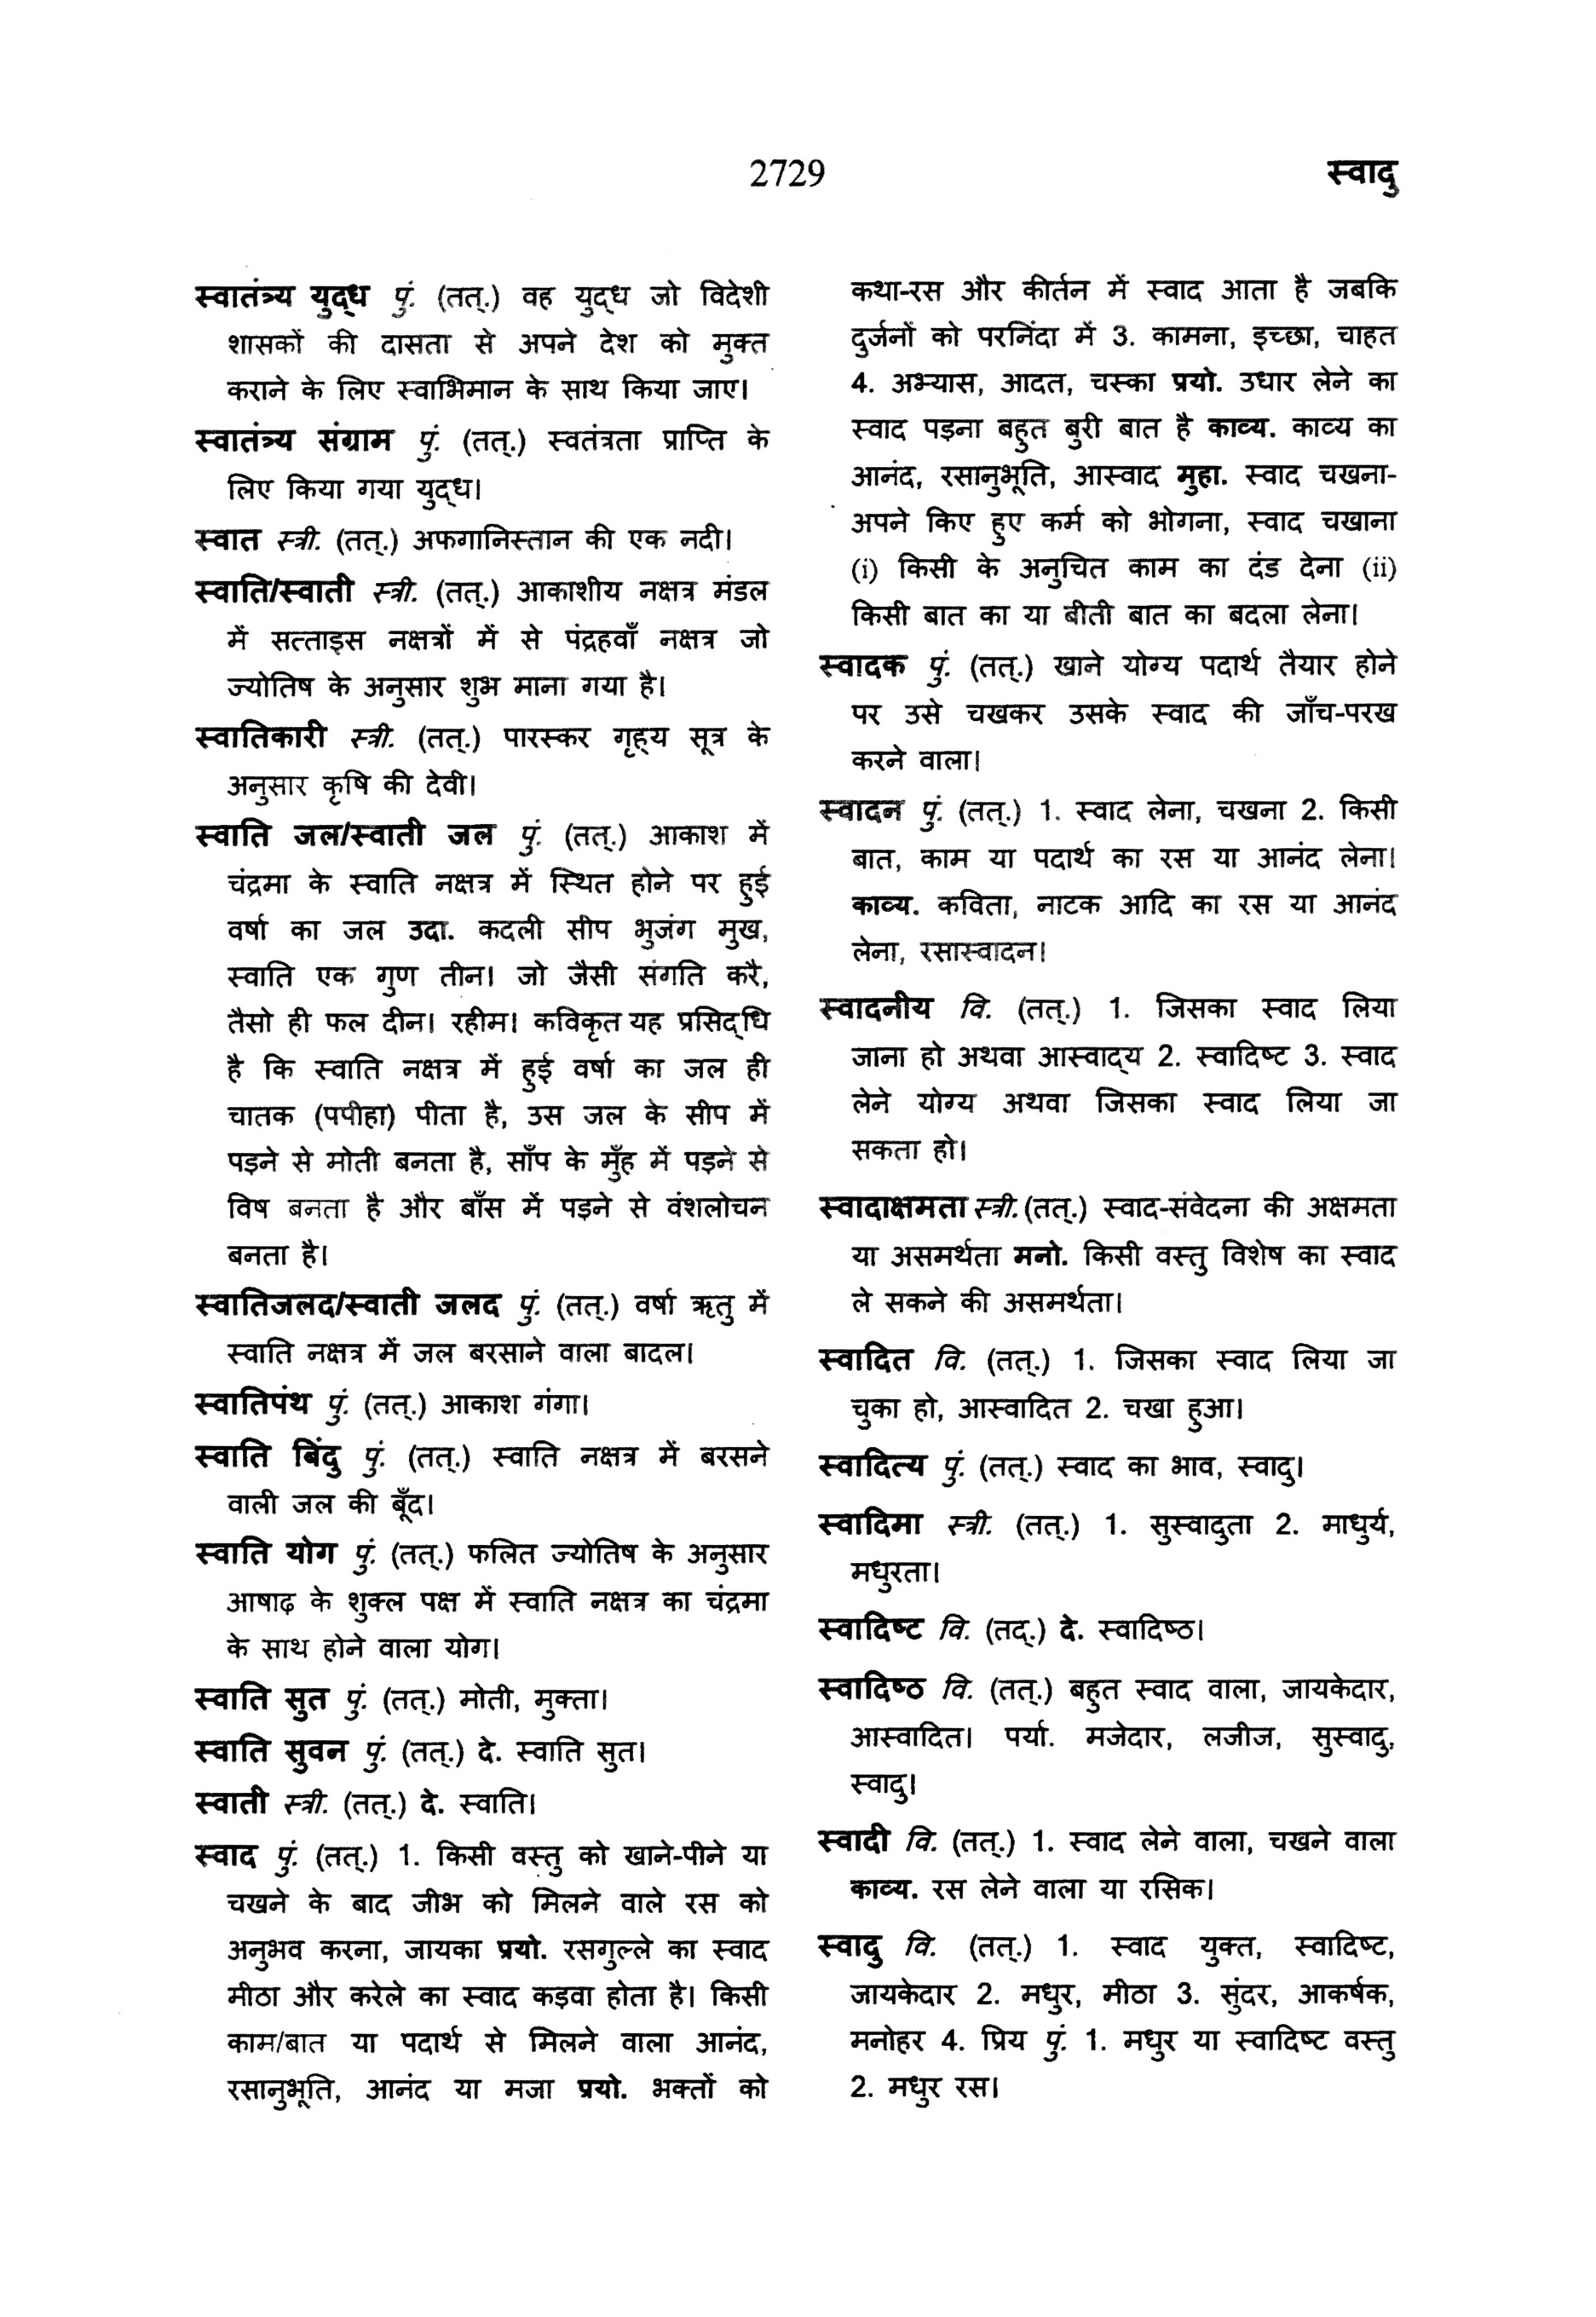 2729
स्वादु
स्वातंत्र्य युद्ध पुं. (तत्.) वह युद्ध जो विदेशी
शासकों की दासता से अपने देश को मुक्त
कराने के लिए स्वाभिमान के साथ किया जाए।
स्वातंत्र्य संग्राम पुं. (तत्.) स्वतंत्रता प्राप्ति के
लिए किया गया युद्ध।
स्वात स्त्री. (तत्.) अफगानिस्तान की एक नदी।
स्वाति/स्वाती स्त्री. (तत्.) आकाशीय नक्षत्र मंडल
में सत्ताइस नक्षत्रों में से पंद्रहवाँ नक्षत्र जो
ज्योतिष के अनुसार शुभ माना गया है।
स्वातिकारी स्त्री. (तत्.) पारस्कर गृह्य सूत्र के
अनुसार कृषि की देवी।
स्वाति जल/स्वाती जल पुं. (तत्.) आकाश में
चंद्रमा के स्वाति नक्षत्र में स्थित होने पर हुई
वर्षा का जल उदा. कदली सीप भुजंग मुख,
स्वाति एक गुण तीन। जो जैसी संगति करै,
तैसो ही फल दीन। रहीम। कविकृत यह प्रसिद्धि
है कि स्वाति नक्षत्र में हुई वर्षा का जल ही
चातक (पपीहा) पीता है, उस जल के सीप में
पड़ने से मोती बनता है, साँप के मुँह में पड़ने से
विष बनता है और बाँस में पड़ने से वंशलोचन
बनता है।
स्वातिजलद/स्वाती जलद पुं. (तत्.) वर्षा ऋतु में
स्वाति नक्षत्र में जल बरसाने वाला बादल।
स्वातिपंथ पुं. (तत्.) आकाश गंगा।
स्वाति बिंदु पुं. (तत्.) स्वाति नक्षत्र में बरसने
वाली जल की बूँद।
स्वाति योग पुं. (तत्.) फलित ज्योतिष के अनुसार
आषाढ़ के शुक्ल पक्ष में स्वाति नक्षत्र का चंद्रमा
के साथ होने वाला योग।
स्वाति सुत पुं. (तत्.) मोती, मुक्ता।
स्वाति सुवन पुं. (तत्.) दे. स्वाति सुत।
स्वाती स्त्री. (तत्.) दे. स्वाति।
स्वाद पुं. (तत्.) 1. किसी वस्तु को खाने-पीने या
चखने के बाद जीभ को मिलने वाले रस को
अनुभव करना, जायका प्रयो. रसगुल्ले का स्वाद
मीठा और करेले का स्वाद कड़वा होता है। किसी
काम/बात या पदार्थ से मिलने वाला आनंद,
रसानुभूति, आनंद या मजा प्रयो. भक्तों को
कथा-रस और कीर्तन में स्वाद आता है जबकि
दुर्जनों को परनिंदा में 3. कामना, इच्छा, चाहत
4. अभ्यास, आदत, चस्का प्रयो. उधार लेने का
स्वाद पड़ना बहुत बुरी बात है काव्य. काव्य का
आनंद, रसानुभूति, आस्वाद मुहा. स्वाद चखना-
अपने किए हुए कर्म को भोगना, स्वाद चखाना
(i) किसी के अनुचित काम का दंड देना (ii)
किसी बात का या बीती बात का बदला लेना।
स्वादक पुं. (तत्.) खाने योग्य पदार्थ तैयार होने
पर उसे चखकर उसके स्वाद की जाँच-परख
करने वाला।
स्वादन पुं. (तत्.) 1. स्वाद लेना, चखना 2. किसी
बात, काम या पदार्थ का रस या आनंद लेना।
काव्य. कविता, नाटक आदि का रस या आनंद
लेना, रसास्वादन।
स्वादनीय वि. (तत्.) 1. जिसका स्वाद लिया
जाना हो अथवा आस्वाद्य 2. स्वादिष्ट 3. स्वाद
लेने योग्य अथवा जिसका स्वाद लिया जा
सकता हो।
स्वादाक्षमता स्त्री. (तत्.) स्वाद-संवेदना की अक्षमता
या असमर्थता मनो. किसी वस्तु विशेष का स्वाद
ले सकने की असमर्थता।
स्वादित वि. (तत्.) 1. जिसका स्वाद लिया जा
चुका हो, आस्वादित 2. चखा हुआ।
स्वादित्य पुं. (तत्.) स्वाद का भाव, स्वादु।
स्वादिमा स्त्री. (तत्.) 1. सुस्वादुता 2. माधुर्य,
मधुरता।
स्वादिष्ट वि. (तद्.) दे. स्वादिष्ठ।
स्वादिष्ठ वि. (तत्.) बहुत स्वाद वाला, जायकेदार,
आस्वादित। पर्या. मजेदार, लजीज, सुस्वादु,
स्वादु।
स्वादी वि. (तत्.) 1. स्वाद लेने वाला, चखने वाला
काव्य. रस लेने वाला या रसिक।
स्वादु वि. (तत्.) 1. स्वाद युक्त, स्वादिष्ट,
जायकेदार 2. मधुर, मीठा 3. सुंदर, आकर्षक,
मनोहर 4. प्रिय पुं. 1. मधुर या स्वादिष्ट वस्तु
2. मधुर रस।